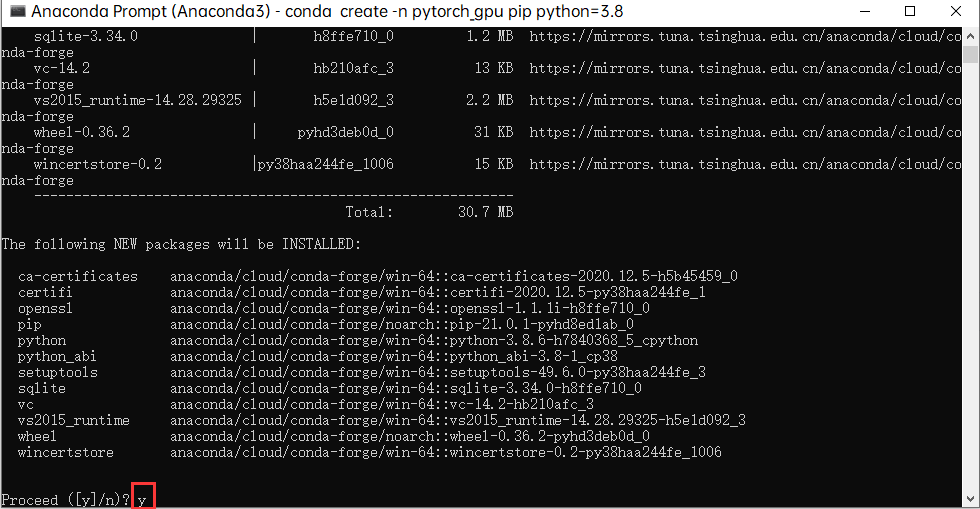 Anaconda Prompt (Anaconda3) - conda create -n pytorch_gpu pip python=3.8
sqlite-3.34.0 | h8ffe710_0 1.2 MB https://mirrors.tuna.tsinghua.edu.cn/anaconda/cloud/co
nda-forge
vc-14.2 | hb210afc_3 13 KB https://mirrors.tuna.tsinghua.edu.cn/anaconda/cloud/co
nda-forge
vs2015_runtime-14.28.29325 | h5e1d092_3 2.2 MB https://mirrors.tuna.tsinghua.edu.cn/anaconda/cloud/co
nda-forge
wheel-0.36.2 | pyhd3deb0d_0 31 KB https://mirrors.tuna.tsinghua.edu.cn/anaconda/cloud/co
nda-forge
wincertstore-0.2 |py38haa244fe_1006 15 KB https://mirrors.tuna.tsinghua.edu.cn/anaconda/cloud/co
nda-forge
------------------------------------------------------------
Total: 30.7 MB
The following NEW packages will be INSTALLED:
ca-certificates anaconda/cloud/conda-forge/win-64::ca-certificates-2020.12.5-h5b45459_0
certifi anaconda/cloud/conda-forge/win-64::certifi-2020.12.5-py38haa244fe_1
openssl anaconda/cloud/conda-forge/win-64::openssl-1.1.1i-h8ffe710_0
pip anaconda/cloud/conda-forge/noarch::pip-21.0.1-pyhd8ed1ab_0
python anaconda/cloud/conda-forge/win-64::python-3.8.6-h7840368_5_cpython
python_abi anaconda/cloud/conda-forge/win-64::python_abi-3.8-1_cp38
setuptools anaconda/cloud/conda-forge/win-64::setuptools-49.6.0-py38haa244fe_3
sqlite anaconda/cloud/conda-forge/win-64::sqlite-3.34.0-h8ffe710_0
vc anaconda/cloud/conda-forge/win-64::vc-14.2-hb210afc_3
vs2015_runtime anaconda/cloud/conda-forge/win-64::vs2015_runtime-14.28.29325-h5e1d092_3
wheel anaconda/cloud/conda-forge/noarch::wheel-0.36.2-pyhd3deb0d_0
wincertstore anaconda/cloud/conda-forge/win-64::wincertstore-0.2-py38haa244fe_1006
Proceed ([y]/n)? y